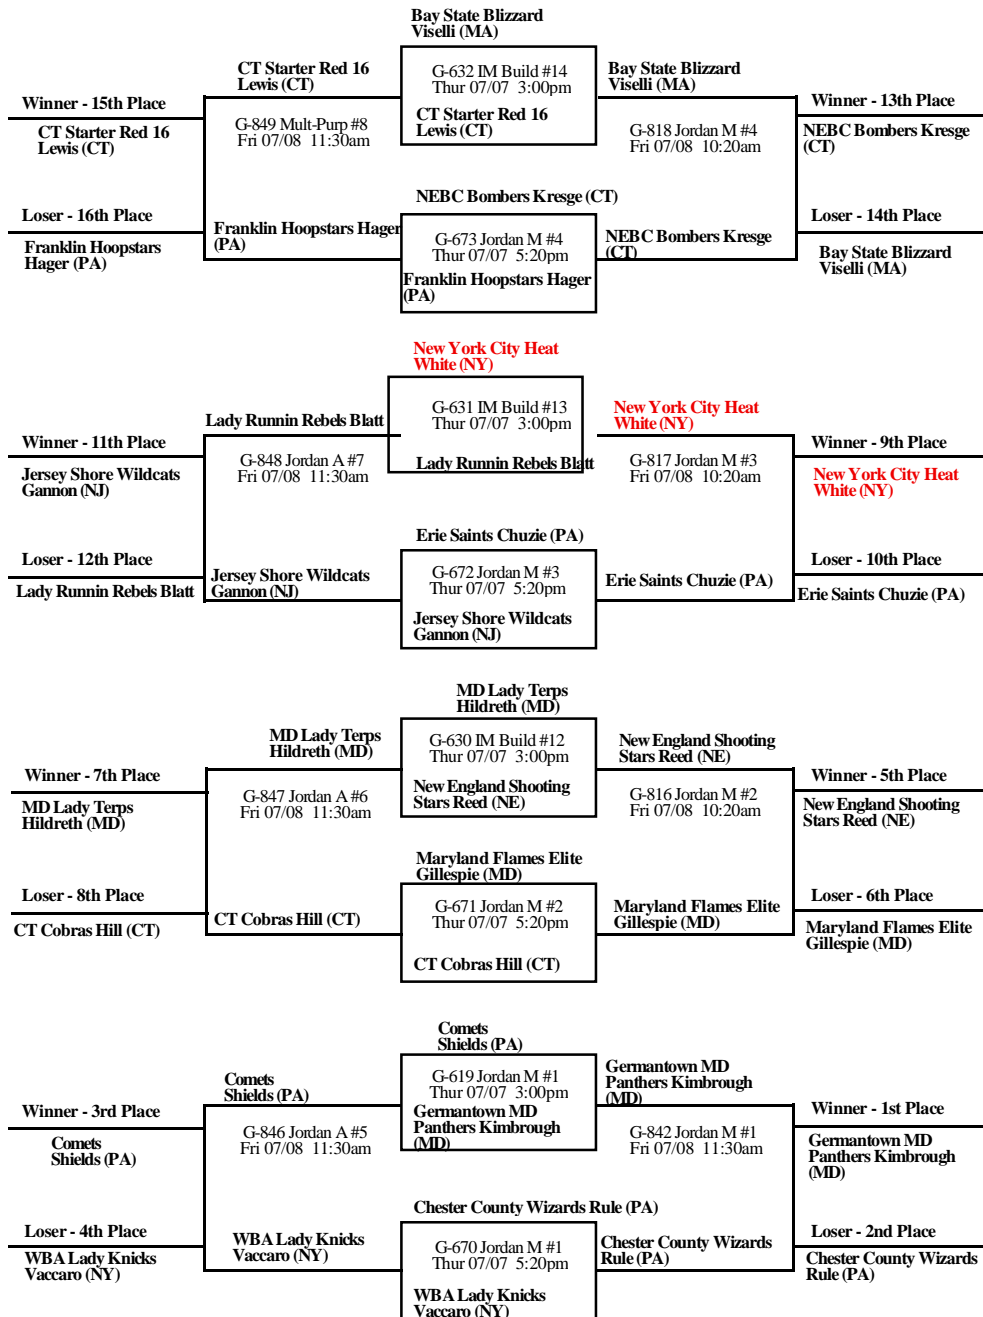 Bay State Blizzard
Viselli (MA)
CT Starter Red 16
Lewis (CT)
G-632 IM Build #14
Thur 07/07 3:00pm
Bay State Blizzard
Viselli (MA)
Winner - 15th Place
CT Starter Red 16
Lewis (CT)
Winner - 13th Place
CT Starter Red 16
Lewis (CT)
G-849 Mult-Purp #8
Fri 07/08 11:30am
G-818 Jordan M #4
Fri 07/08 10:20am
NEBC Bombers Kresge
(CT)
NEBC Bombers Kresge (CT)
Loser - 16th Place
Franklin Hoopstars Hager
(PA)
G-673 Jordan M #4
Thur 07/07 5:20pm
NEBC Bombers Kresge
(CT)
Loser - 14th Place
Franklin Hoopstars
Hager (PA)
Franklin Hoopstars Hager
(PA)
Bay State Blizzard
Viselli (MA)
New York City Heat
White (NY)
Lady Runnin Rebels Blatt
G-631 IM Build #13
Thur 07/07 3:00pm
New York City Heat
White (NY)
Winner - 11th Place
Winner - 9th Place
Jersey Shore Wildcats
Gannon (NJ)
G-848 Jordan A #7
Fri 07/08 11:30am
Lady Runnin Rebels Blatt
G-817 Jordan M #3
Fri 07/08 10:20am
New York City Heat
White (NY)
Erie Saints Chuzie (PA)
Loser - 12th Place
Jersey Shore Wildcats
Gannon (NJ)
G-672 Jordan M #3
Thur 07/07 5:20pm
Erie Saints Chuzie (PA)
Loser - 10th Place
Lady Runnin Rebels Blatt
Erie Saints Chuzie (PA)
Jersey Shore Wildcats
Gannon (NJ)
MD Lady Terps
Hildreth (MD)
MD Lady Terps
Hildreth (MD)
G-630 IM Build #12
Thur 07/07 3:00pm
New England Shooting
Stars Reed (NE)
Winner - 7th Place
Winner - 5th Place
MD Lady Terps
Hildreth (MD)
G-847 Jordan A #6
Fri 07/08 11:30am
New England Shooting
Stars Reed (NE)
G-816 Jordan M #2
Fri 07/08 10:20am
New England Shooting
Stars Reed (NE)
Maryland Flames Elite
Gillespie (MD)
Loser - 8th Place
CT Cobras Hill (CT)
G-671 Jordan M #2
Thur 07/07 5:20pm
Maryland Flames Elite
Gillespie (MD)
Loser - 6th Place
CT Cobras Hill (CT)
CT Cobras Hill (CT)
Maryland Flames Elite
Gillespie (MD)
Comets
Shields (PA)
Comets
Shields (PA)
G-619 Jordan M #1
Thur 07/07 3:00pm
Germantown MD
Panthers Kimbrough
(MD)
Winner - 3rd Place
Winner - 1st Place
Comets
Shields (PA)
G-846 Jordan A #5
Fri 07/08 11:30am
Germantown MD
Panthers Kimbrough
(MD)
G-842 Jordan M #1
Fri 07/08 11:30am
Germantown MD
Panthers Kimbrough
(MD)
Chester County Wizards Rule (PA)
Loser - 4th Place
WBA Lady Knicks
Vaccaro (NY)
G-670 Jordan M #1
Thur 07/07 5:20pm
Chester County Wizards
Rule (PA)
Loser - 2nd Place
WBA Lady Knicks
Vaccaro (NY)
WBA Lady Knicks
Vaccaro (NY)
Chester County Wizards
Rule (PA)